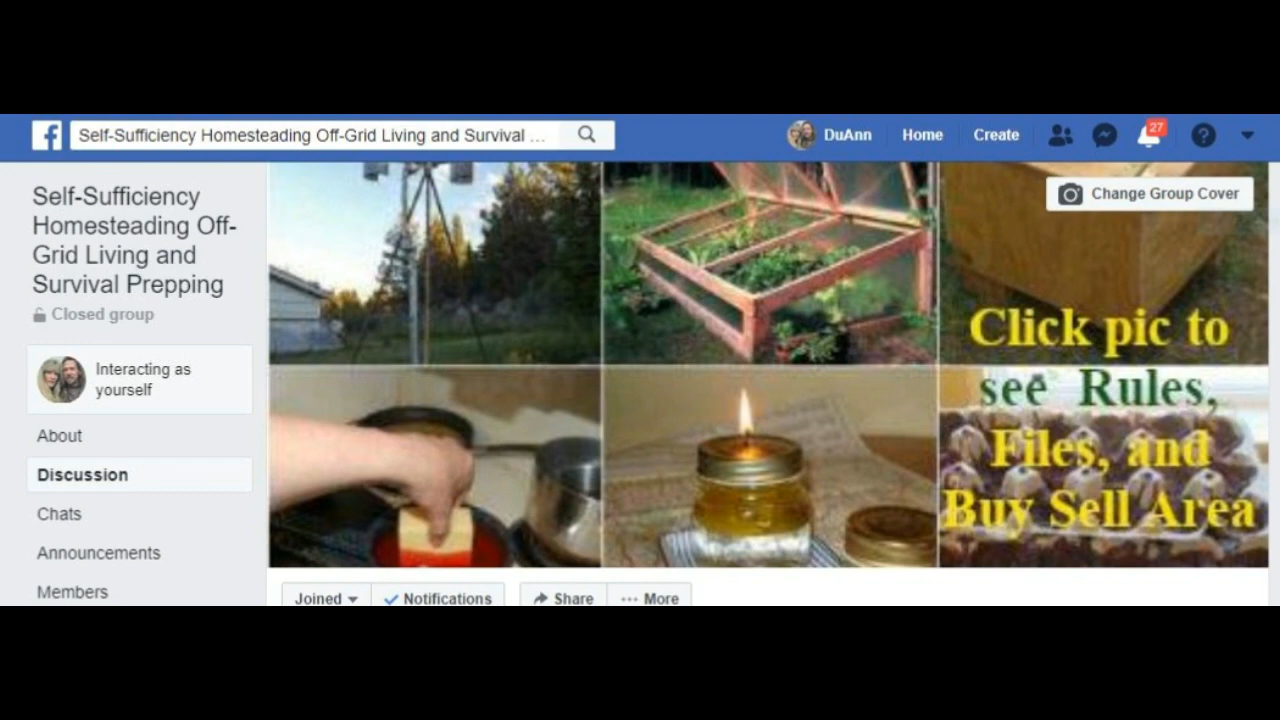 Self-Sufficiency Homesteading Off-Grid Living and Survival ...
DuAnn
Home
Create
27
Self-Sufficiency
Homesteading Off-
Grid Living and
Survival Prepping
Closed group
Interacting as
yourself
About
Discussion
Chats
Announcements
Members
Change Group Cover
Click pic to
see Rules,
Files, and
Buy Sell Area
Joined
Notifications
Share
More